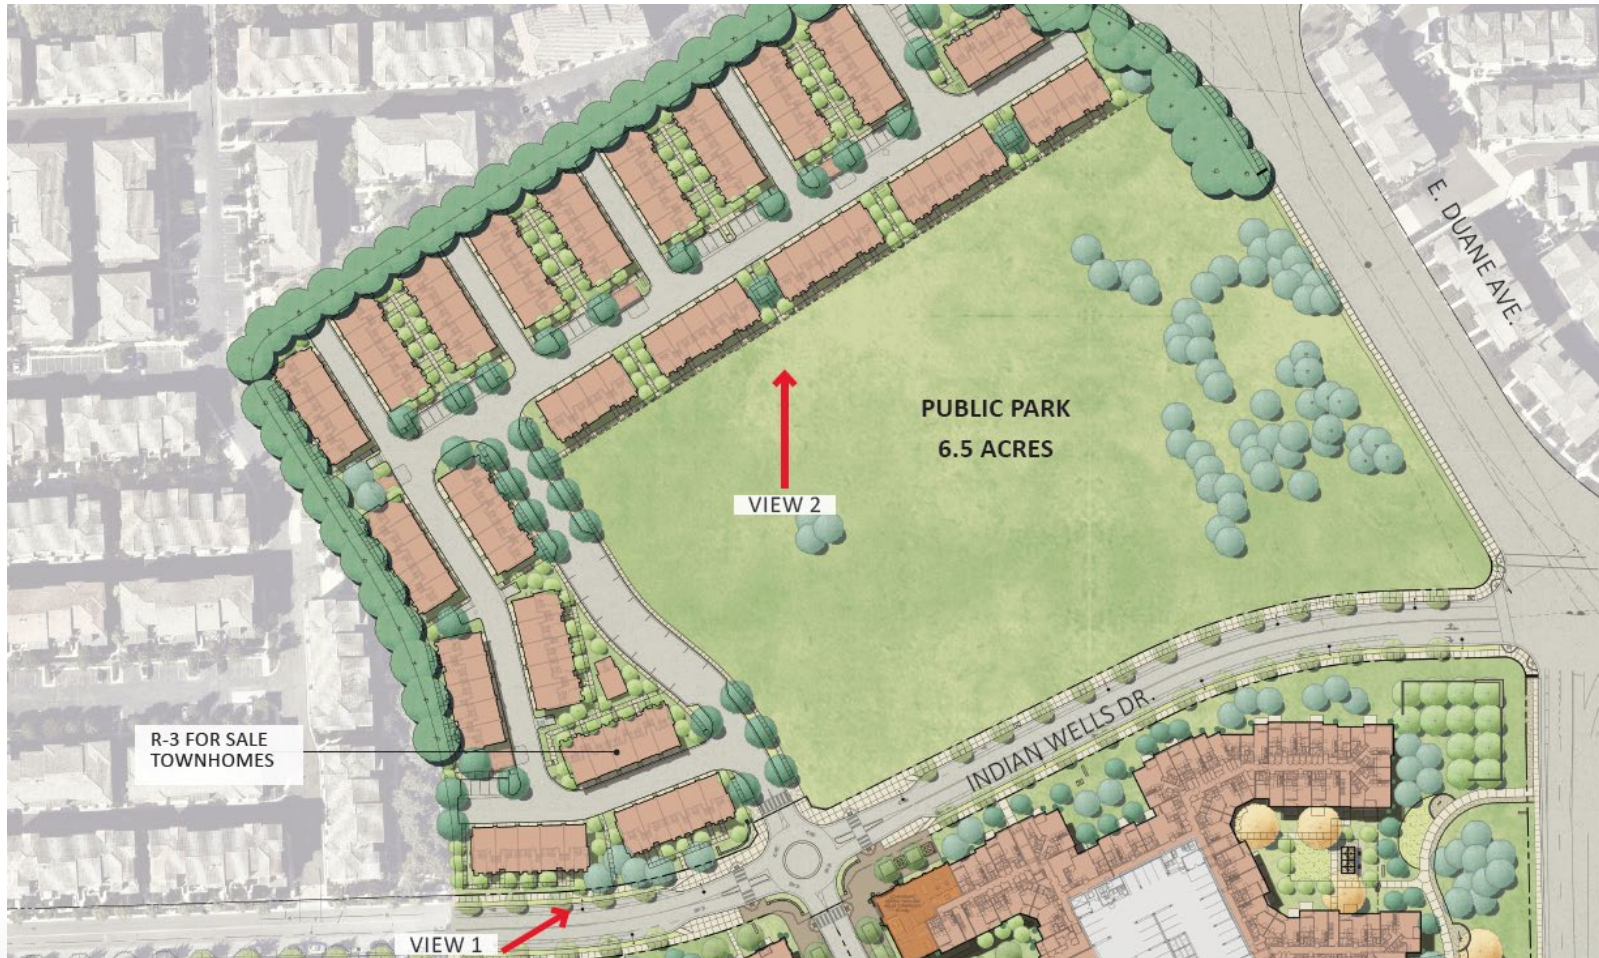 E. DUANE AVE.
PUBLIC PARK
6.5 ACRES
VIEW 2
INDIAN WELLS DR.
R-3 FOR SALE
TOWNHOMES
VIEW 1